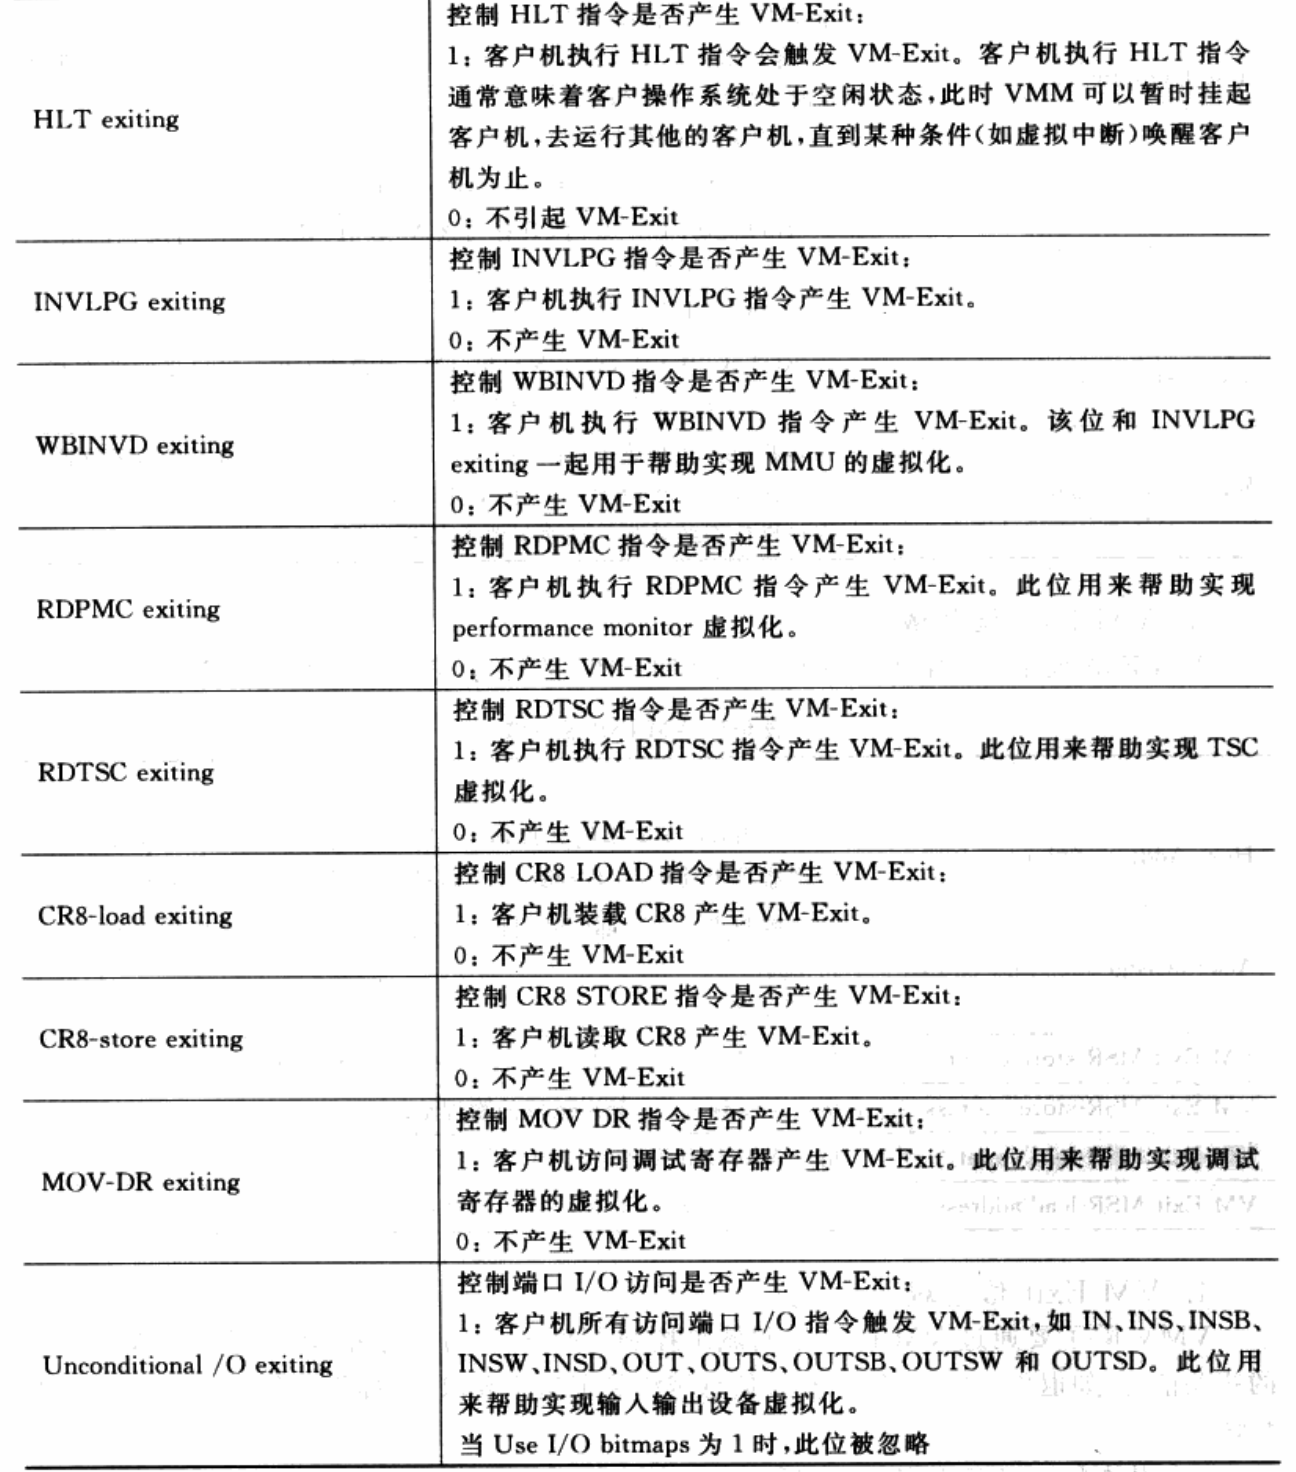 控制 HLT 指令是否产生 VM-Exit：
1：客户机执行 HLT 指令会触发 VM-Exit。客户机执行 HLT 指令
通常意味着客户操作系统处于空闲状态，此时 VMM 可以暂时挂起
HLT exiting
客户机，去运行其他的客户机，直到某种条件（如虚拟中断）唤醒客户
机为止。
0：不引起 VM-Exit
控制 INVLPG 指令是否产生 VM-Exit：
INVLPG exiting
1：客户机执行 INVLPG 指令产生 VM-Exit。
0：不产生 VM-Exit
控制 WBINVD 指令是否产生 VM-Exit：
1：客户机执行 WBINVD 指令产生 VM-Exit。该位和 INVLPG
WBINVD exiting
exiting 一起用于帮助实现 MMU 的虚拟化。
0：不产生 VM-Exit
控制 RDPMC 指令是否产生 VM-Exit：
1：客户机执行 RDPMC 指令产生 VM-Exit。此位用来帮助实现
RDPMC exiting
performance monitor 虚拟化。
0：不产生 VM-Exit
控制 RDTSC 指令是否产生 VM-Exit：
1：客户机执行 RDTSC 指令产生 VM-Exit。此位用来帮助实现 TSC
RDTSC exiting
虚拟化。
0：不产生 VM-Exit
控制 CR8 LOAD 指令是否产生 VM-Exit：
CR8-load exiting
1：客户机装载 CR8 产生 VM-Exit。
0：不产生 VM-Exit
控制 CR8 STORE 指令是否产生 VM-Exit：
CR8-store exiting
1：客户机读取 CR8 产生 VM-Exit。
0：不产生 VM-Exit
控制 MOV DR 指令是否产生 VM-Exit：
1：客户机访问调试寄存器产生 VM-Exit。此位用来帮助实现调试
MOV-DR exiting
寄存器的虚拟化。
0：不产生 VM-Exit
控制端口 I/O 访问是否产生 VM-Exit：
1：客户机所有访问端口 I/O 指令触发 VM-Exit，如 IN、INS、INSB、
Unconditional /O exiting
INSW、INSD、OUT、OUTS、OUTSB、OUTSW 和 OUTSD。此位用
来帮助实现输入输出设备虚拟化。
当 Use I/O bitmaps 为 1 时，此位被忽略